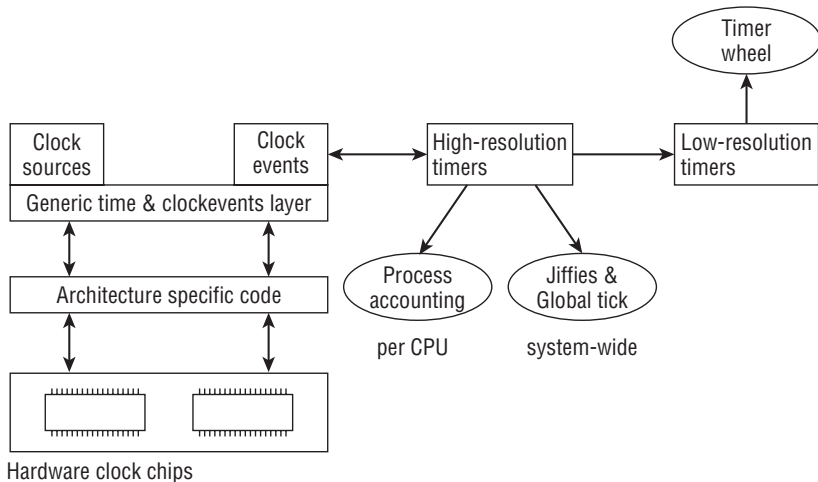 Timer
wheel
Clock
sources
Clock
events
High-resolution
timers
Low-resolution
timers
Generic time & clockevents layer
Process
accounting
Jiffies &
Global tick
Architecture specific code
per CPU
system-wide
Hardware clock chips